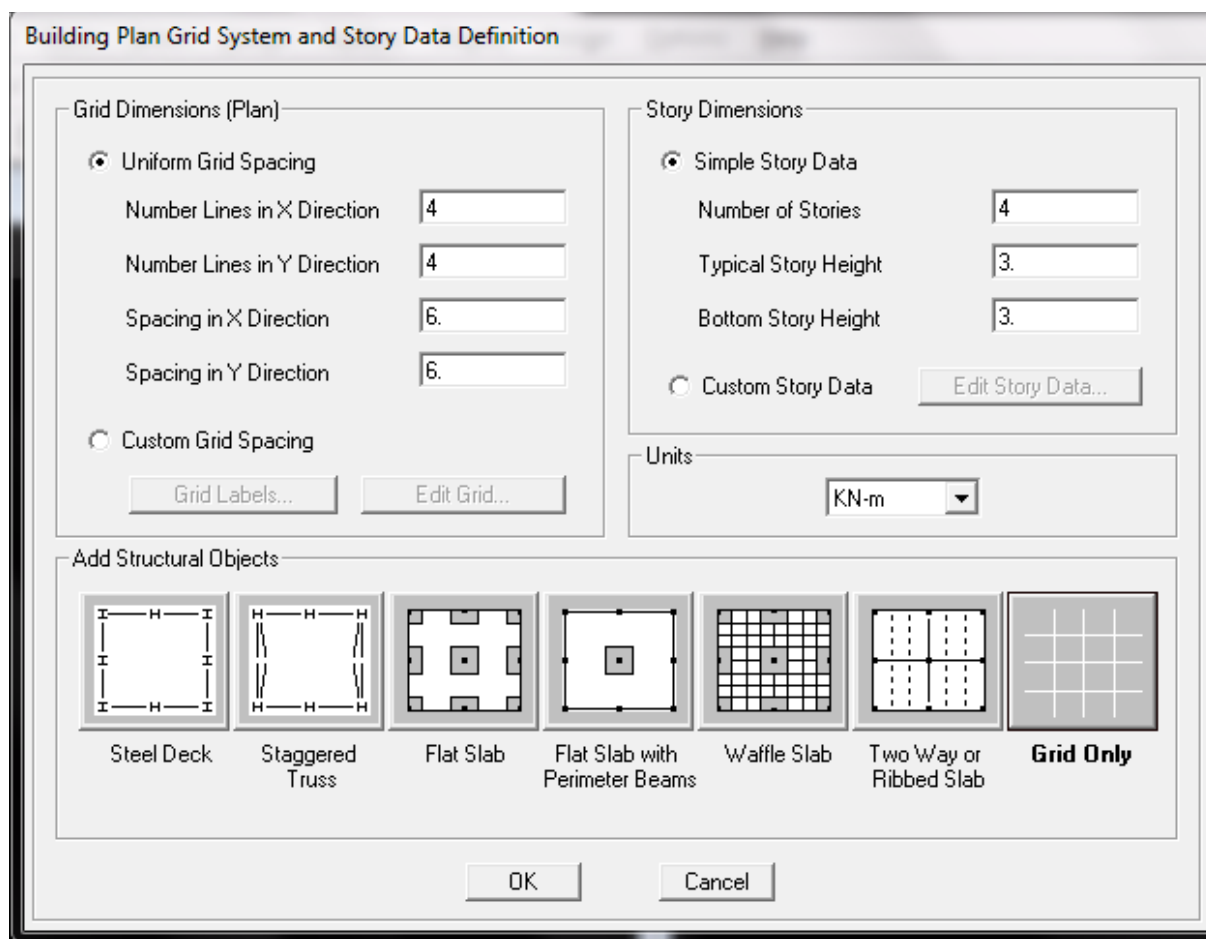 Building Plan Grid System and Story Data Definition
Grid Dimensions (Plan)
Uniform Grid Spacing
Number Lines in X Direction 4
Number Lines in Y Direction 4
Spacing in X Direction 6.
Spacing in Y Direction 6.
Custom Grid Spacing
Grid Labels... Edit Grid...
Story Dimensions
Simple Story Data
Number of Stories 4
Typical Story Height 3.
Bottom Story Height 3.
Custom Story Data Edit Story Data...
Units
KN-m
Add Structural Objects
Steel Deck
Staggered
Truss
Flat Slab
Flat Slab with
Perimeter Beams
Waffle Slab
Two Way or
Ribbed Slab
Grid Only
OK Cancel